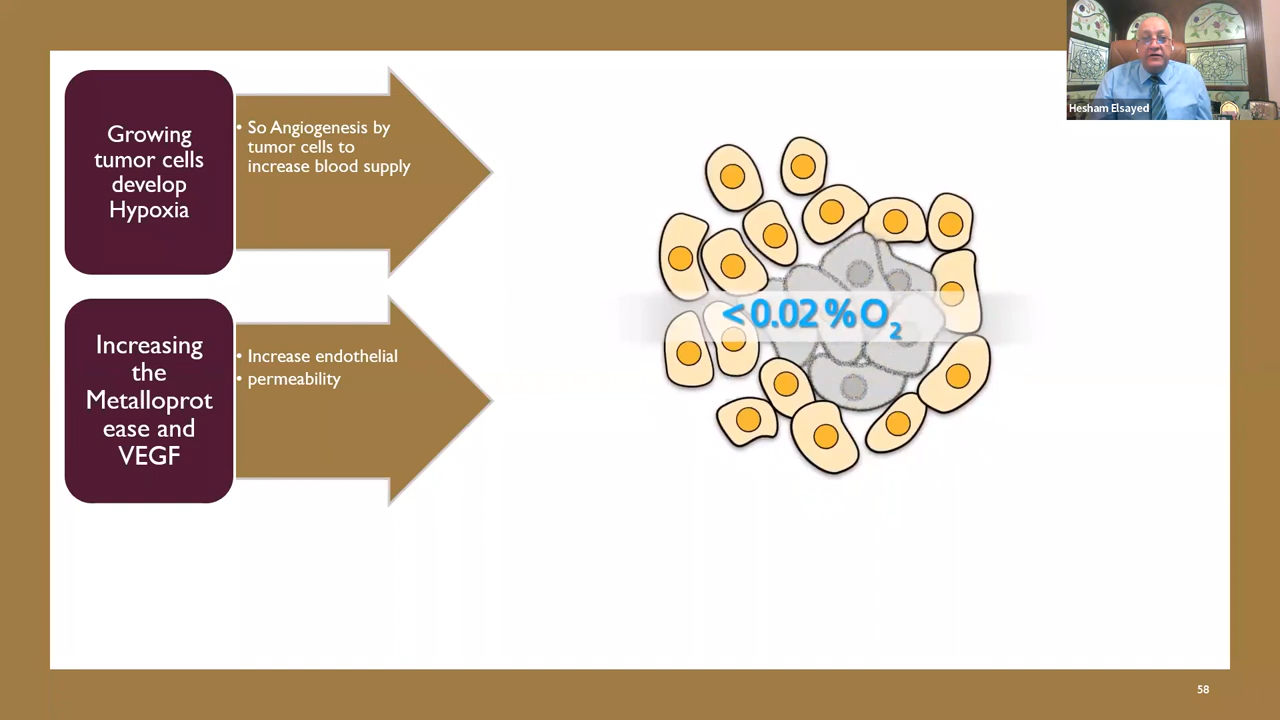 Growing
tumor cells
develop
Hypoxia
• So Angiogenesis by
tumor cells to
increase blood supply
Increasing
the
Metalloprot
ease and
VEGF
• Increase endothelial
• permeability
<0.02 % O₂
Hesham Elsayed
58